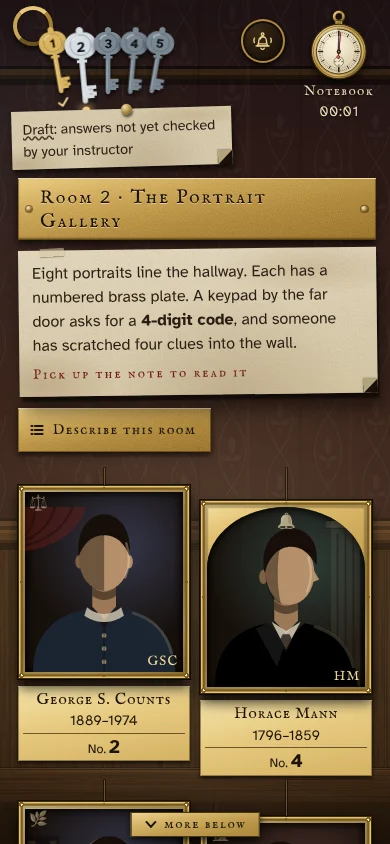 1 2 3 4 5
NOTEBOOK
00:01
Draft: answers not yet checked
by your instructor
Room 2 · The Portrait
Gallery
Eight portraits line the hallway. Each has a
numbered brass plate. A keypad by the far
door asks for a 4-digit code, and someone
has scratched four clues into the wall.
Pick up the note to read it
Describe this room
GSC
HM
George S. Counts
1889–1974
No. 2
Horace Mann
1796–1859
No. 4
MORE BELOW